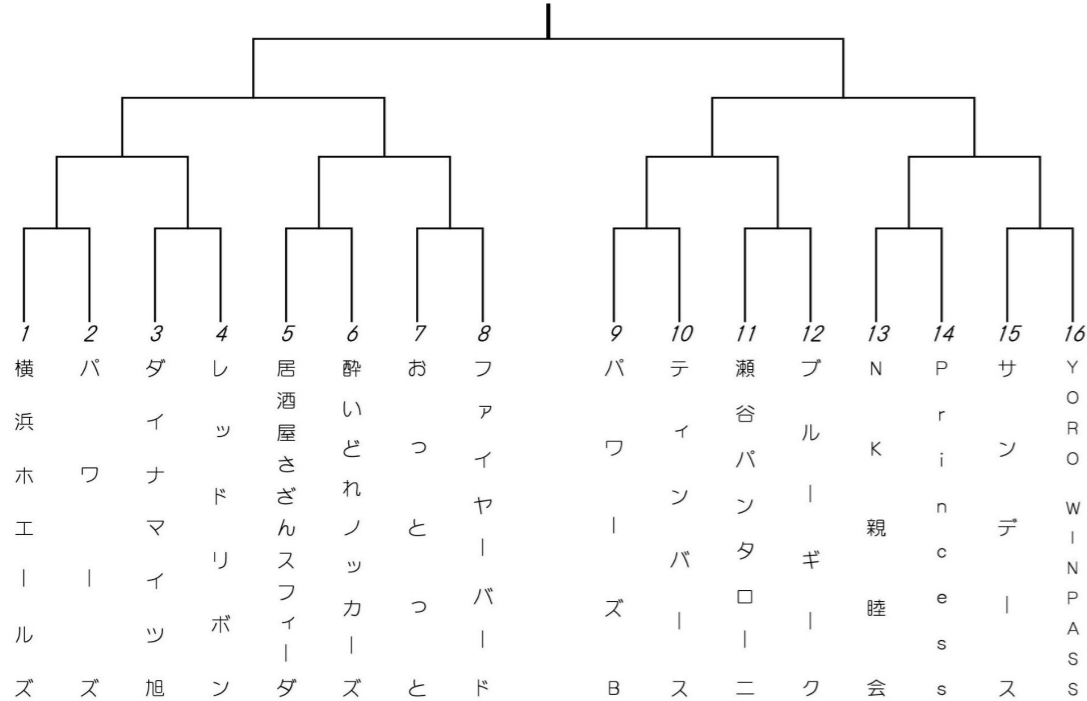 1 横浜ホエールズ
2 パワーズ
3 ダイナマイツ旭
4 レッドリボン
5 居酒屋さざんスフィーダ
6 酔いどれノッカーズ
7 おっとっと
8 ファイヤーバード
9 パワーズB
10 ティンバース
11 瀬谷パンタローニ
12 ブルーギーク
13 NK親睦会
14 Princess
15 サンデース
16 YORO WINPASS